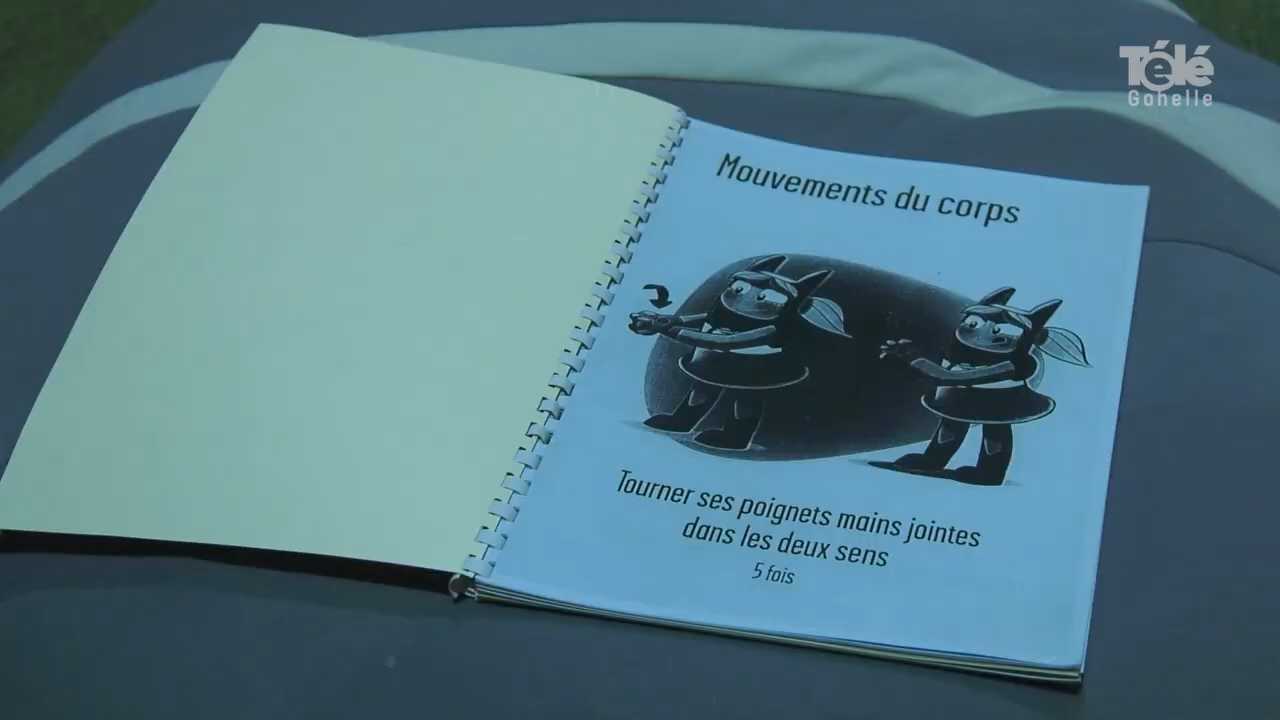 Télé
Gohelle
Mouvements du corps
Tourner ses poignets mains jointes
dans les deux sens
5 fois